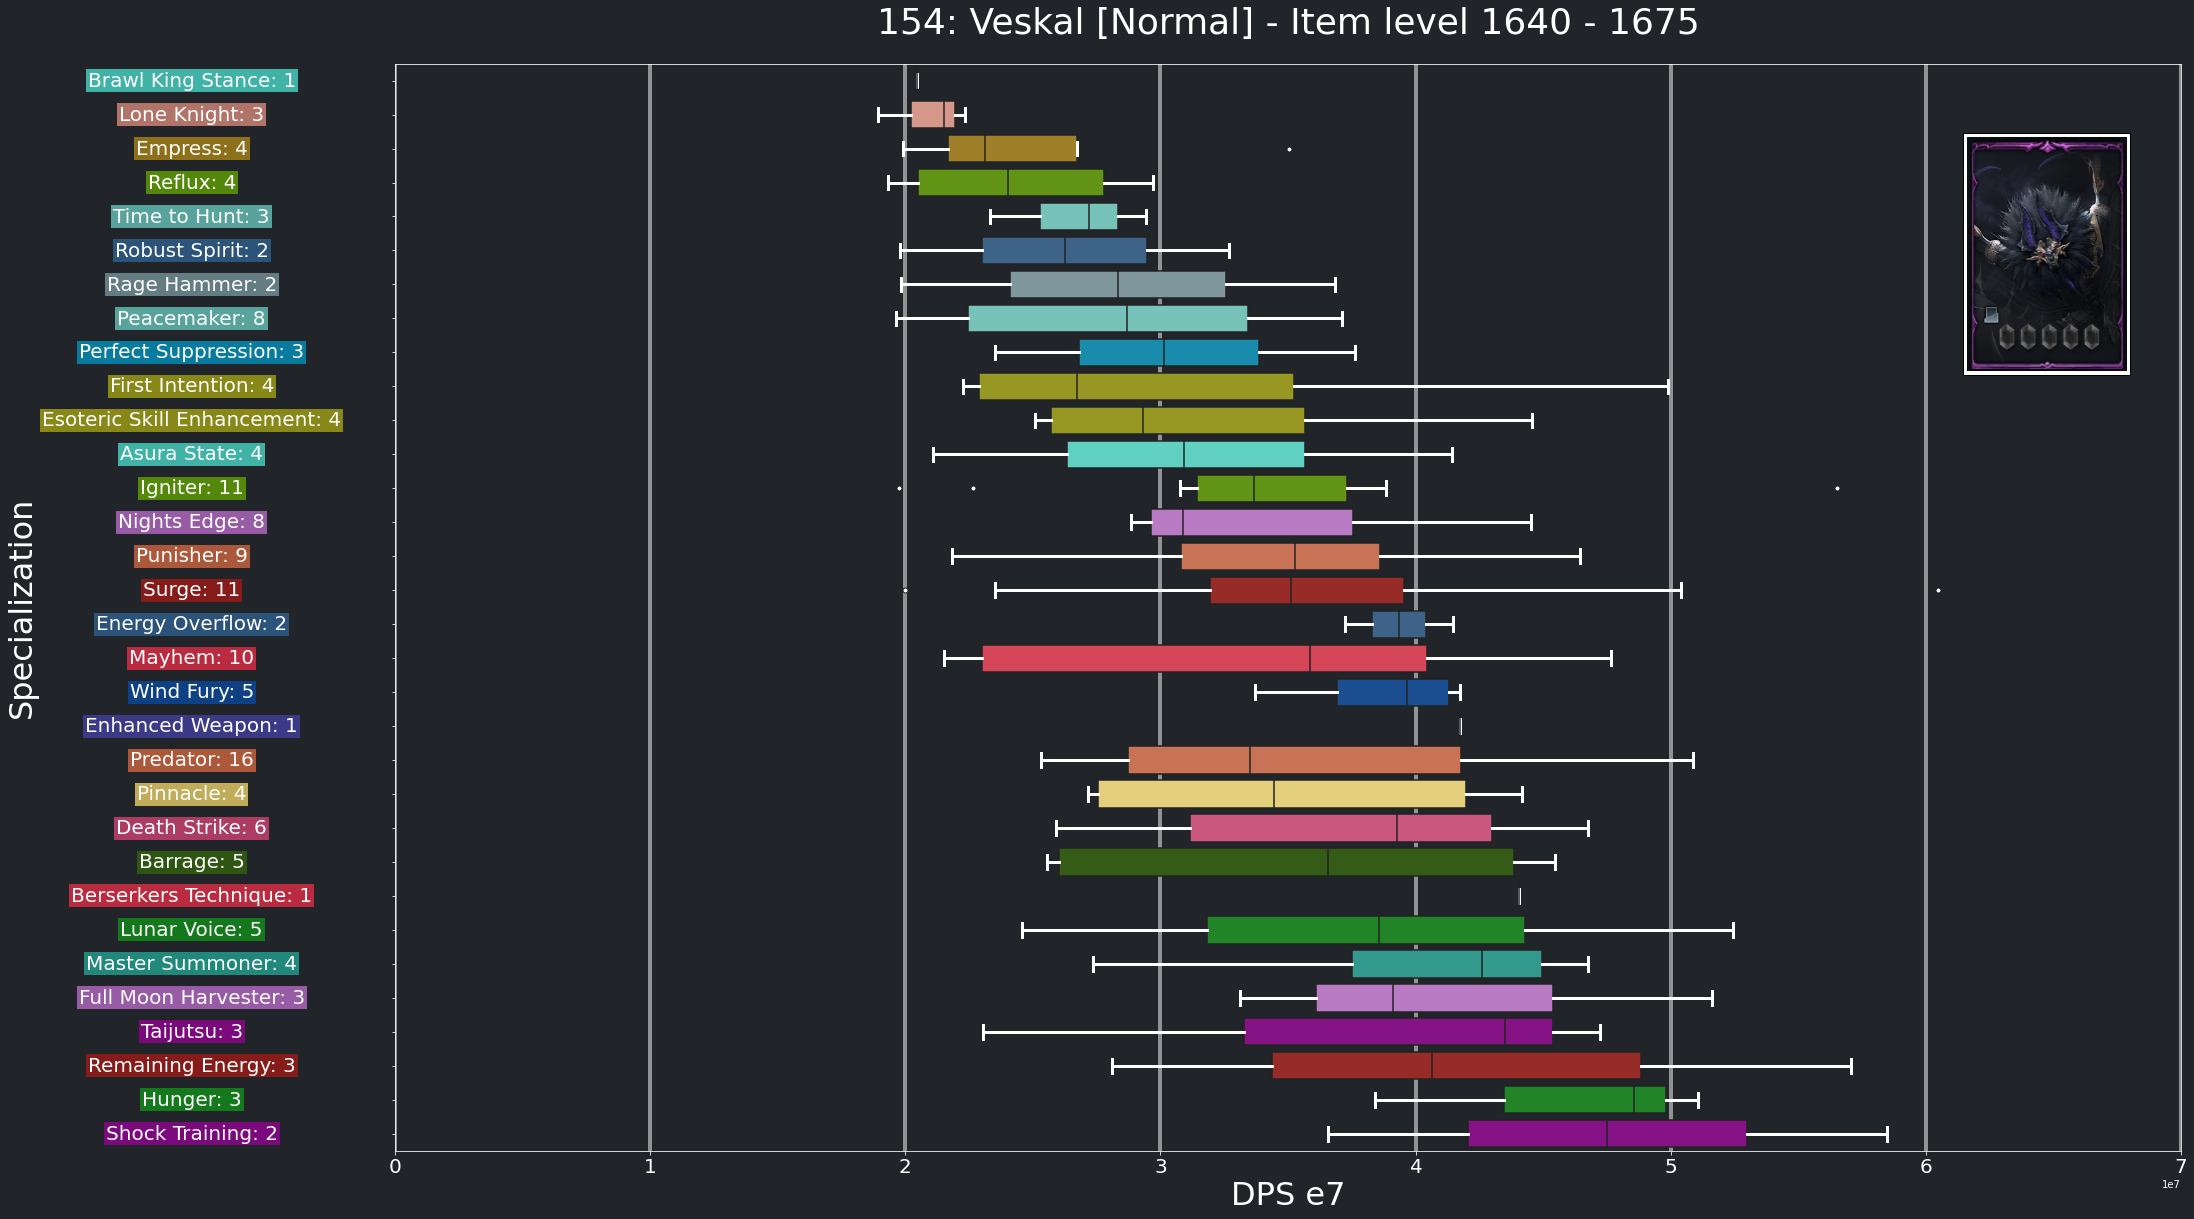 154: Veskal [Normal] - Item level 1640 - 1675
Specialization
Brawl King Stance: 1
Lone Knight: 3
Empress: 4
Reflux: 4
Time to Hunt: 3
Robust Spirit: 2
Rage Hammer: 2
Peacemaker: 8
Perfect Suppression: 3
First Intention: 4
Esoteric Skill Enhancement: 4
Asura State: 4
Igniter: 11
Nights Edge: 8
Punisher: 9
Surge: 11
Energy Overflow: 2
Mayhem: 10
Wind Fury: 5
Enhanced Weapon: 1
Predator: 16
Pinnacle: 4
Death Strike: 6
Barrage: 5
Berserkers Technique: 1
Lunar Voice: 5
Master Summoner: 4
Full Moon Harvester: 3
Taijutsu: 3
Remaining Energy: 3
Hunger: 3
Shock Training: 2
0 1 2 3 4 5 6 7
1e7
DPS e7